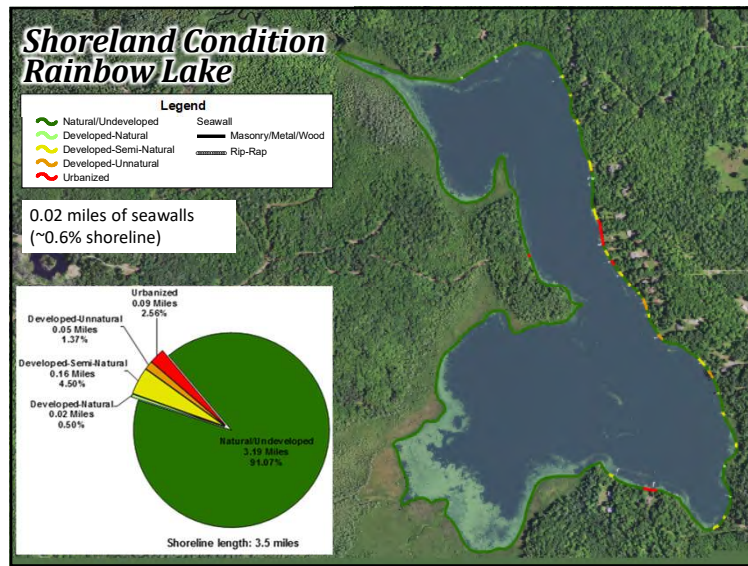 Shoreland Condition
Rainbow Lake
Legend
Natural/Undeveloped
Developed-Natural
Developed-Semi-Natural
Developed-Unnatural
Urbanized
Seawall
Masonry/Metal/Wood
Rip-Rap
0.02 miles of seawalls
(~0.6% shoreline)
Urbanized
0.09 Miles
2.56%
Developed-Unnatural
0.05 Miles
1.37%
Developed-Semi-Natural
0.16 Miles
4.50%
Developed-Natural
0.02 Miles
0.50%
Natural/Undeveloped
3.19 Miles
91.07%
Shoreline length: 3.5 miles